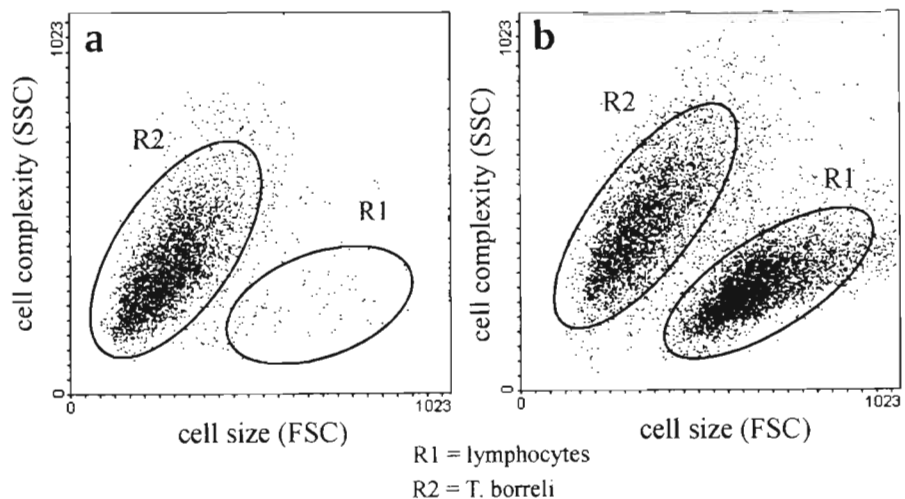 a
1023
cell complexity (SSC)
R2
R1
0
0
1023
cell size (FSC)
b
1023
cell complexity (SSC)
R2
R1
0
0
1023
cell size (FSC)
R1 = lymphocytes
R2 = T. borreli